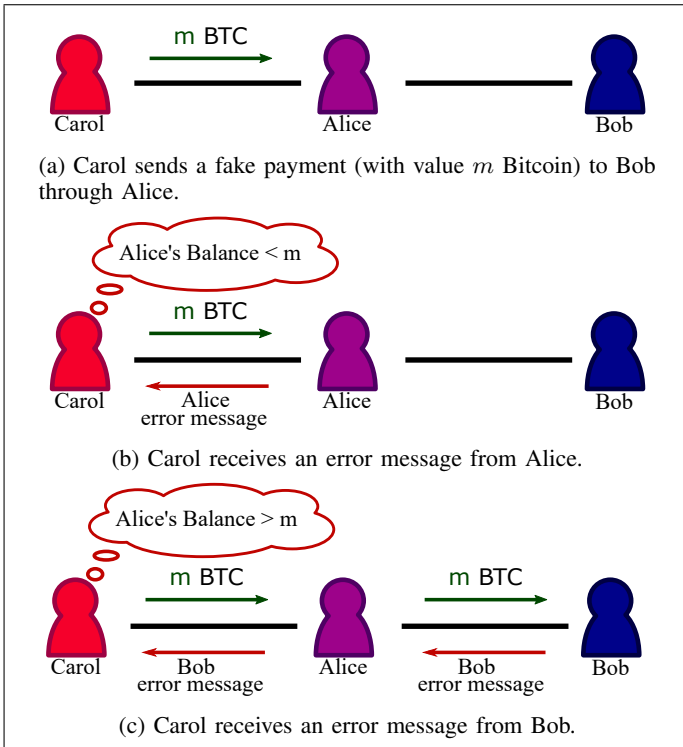 m BTC
Carol Alice Bob
(a) Carol sends a fake payment (with value m Bitcoin) to Bob
through Alice.
Alice's Balance < m
m BTC
Carol Alice error message Alice Bob
(b) Carol receives an error message from Alice.
Alice's Balance > m
m BTC m BTC
Carol Bob error message Alice Bob error message Bob
(c) Carol receives an error message from Bob.